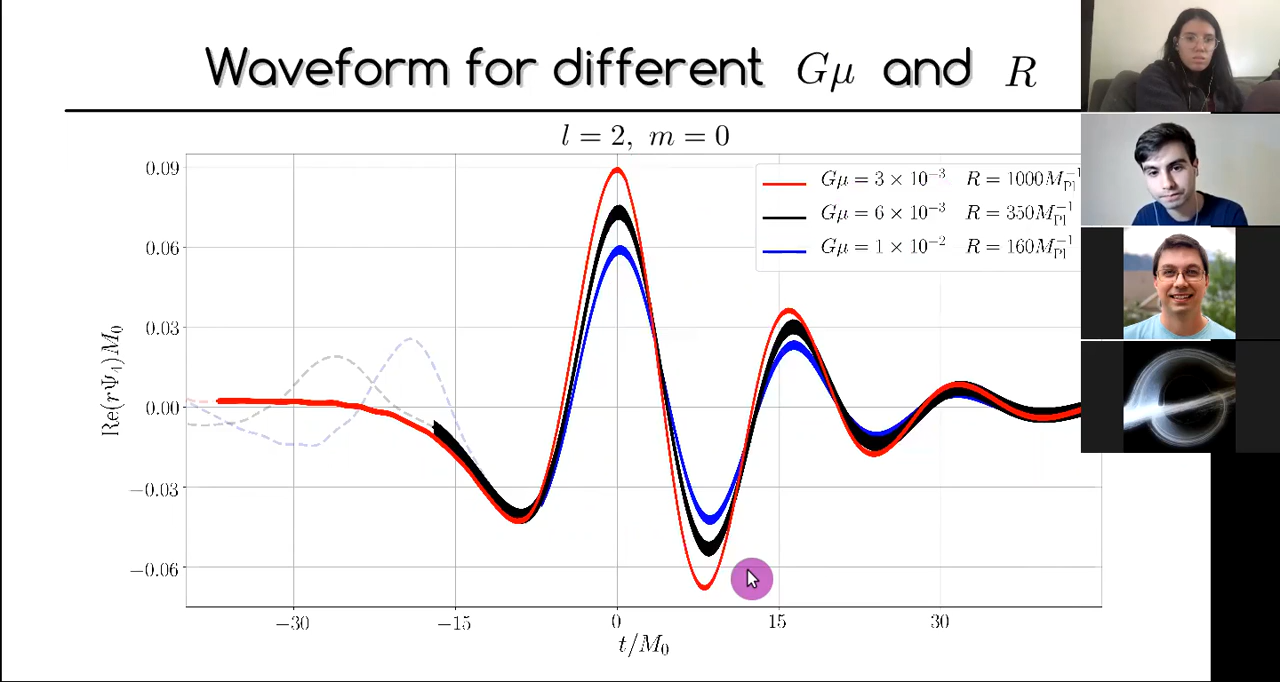 Waveform for different Gμ and R
l = 2, m = 0
Gμ = 3 × 10⁻³ R = 1000M_Pl⁻¹
Gμ = 6 × 10⁻³ R = 350M_Pl⁻¹
Gμ = 1 × 10⁻² R = 160M_Pl⁻¹
0.09
0.06
0.03
0.00
−0.03
−0.06
Re(rΨ₄)M₀
−30 −15 0 15 30
t/M₀